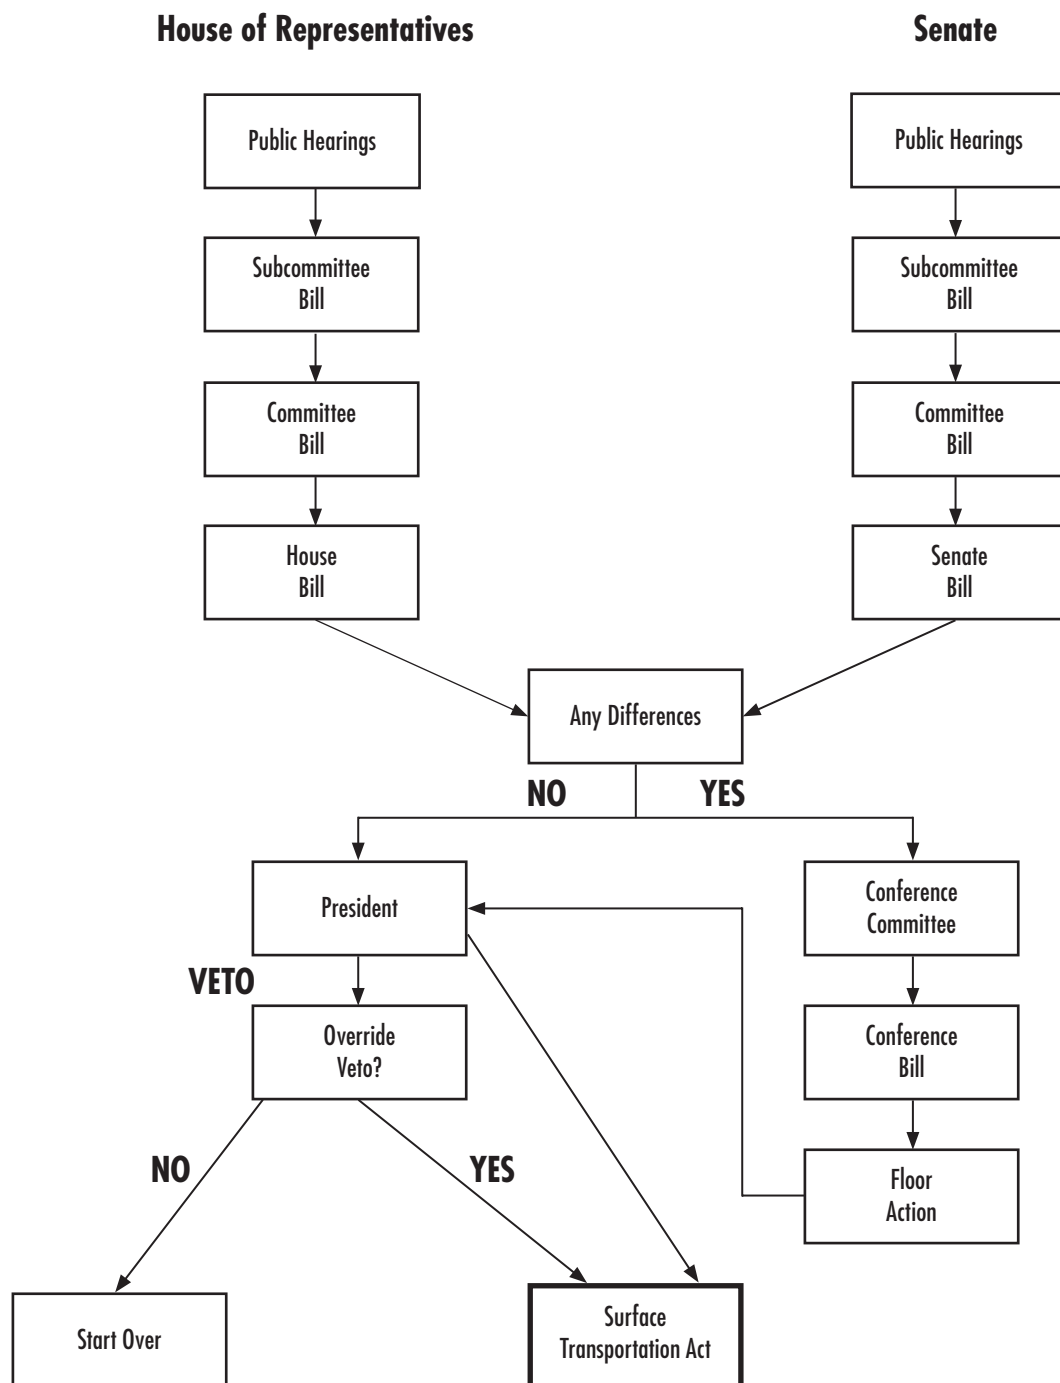 House of Representatives
Senate
Public Hearings
Public Hearings
Subcommittee
Bill
Subcommittee
Bill
Committee
Bill
Committee
Bill
House
Bill
Senate
Bill
Any Differences
NO
YES
President
Conference
Committee
VETO
Override
Veto?
Conference
Bill
NO
YES
Floor
Action
Start Over
Surface
Transportation Act